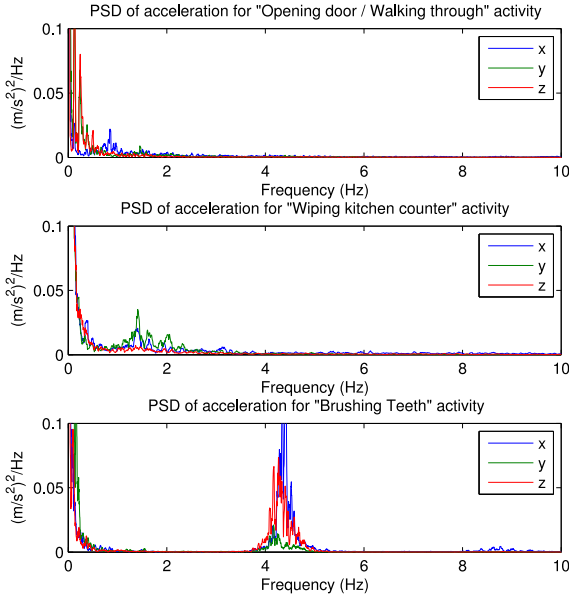 PSD of acceleration for "Opening door / Walking through" activity
0.1
0.05
0
(m/s²)²/Hz
x
y
z
0 2 4 6 8 10
Frequency (Hz)
PSD of acceleration for "Wiping kitchen counter" activity
0.1
0.05
0
(m/s²)²/Hz
x
y
z
0 2 4 6 8 10
Frequency (Hz)
PSD of acceleration for "Brushing Teeth" activity
0.1
0.05
0
(m/s²)²/Hz
x
y
z
0 2 4 6 8 10
Frequency (Hz)